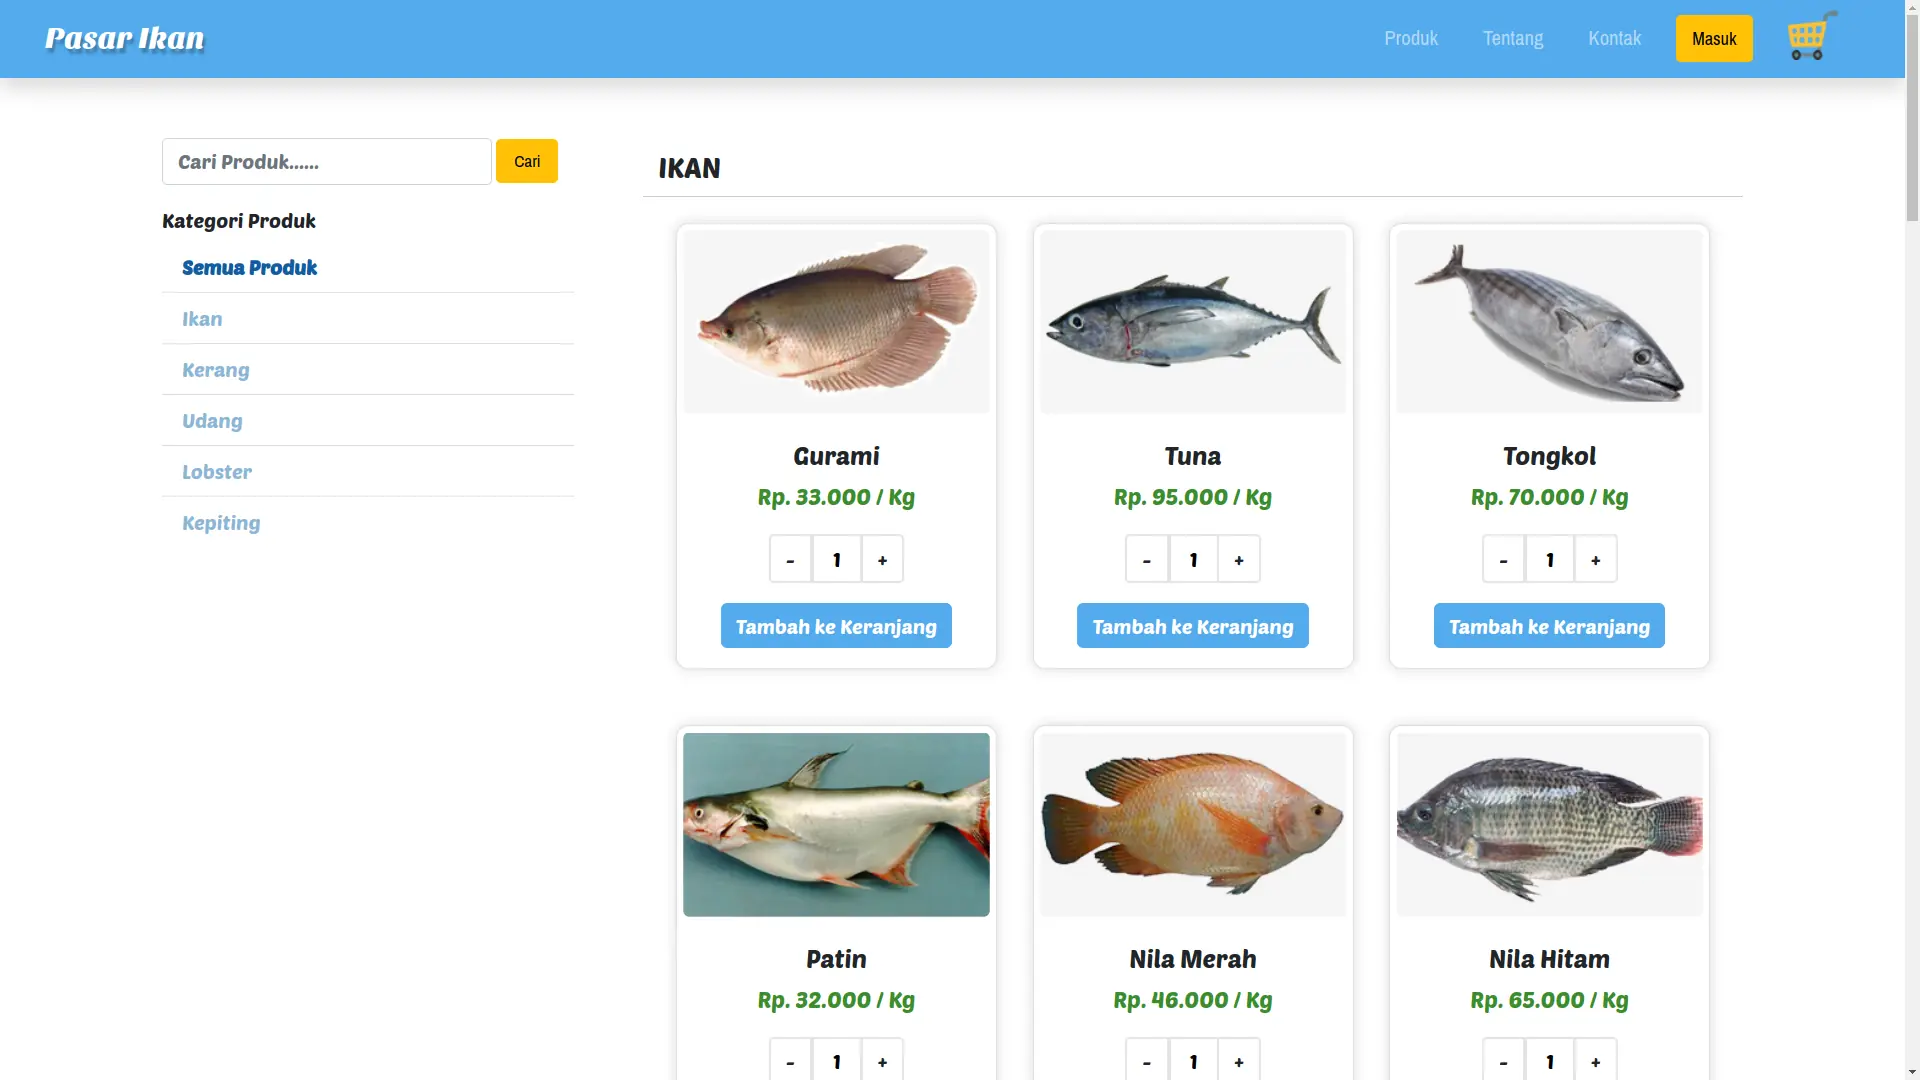 Pasar Ikan
Produk
Tentang
Kontak
Masuk
Cari Produk......
Cari
Kategori Produk
Semua Produk
Ikan
Kerang
Udang
Lobster
Kepiting
IKAN
Gurami
Rp. 33.000 / Kg
- 1 +
Tambah ke Keranjang
Tuna
Rp. 95.000 / Kg
- 1 +
Tambah ke Keranjang
Tongkol
Rp. 70.000 / Kg
- 1 +
Tambah ke Keranjang
Patin
Rp. 32.000 / Kg
- 1 +
Nila Merah
Rp. 46.000 / Kg
- 1 +
Nila Hitam
Rp. 65.000 / Kg
- 1 +